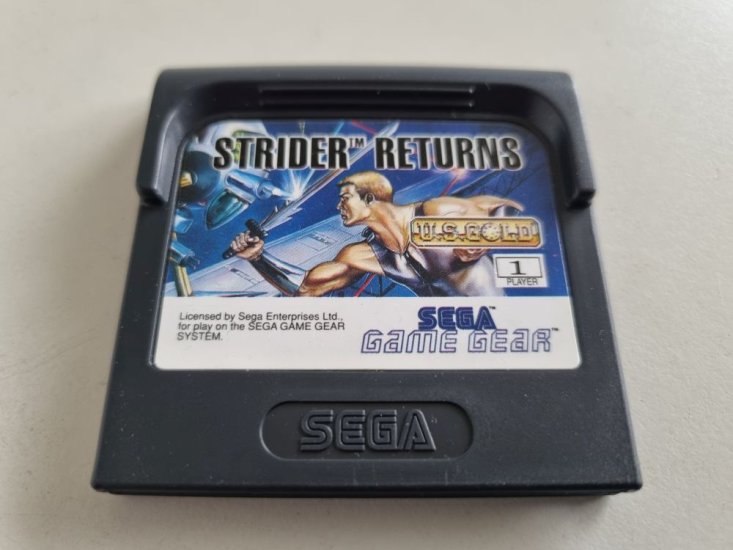 STRIDER™ RETURNS
U.S. GOLD
1
PLAYER
Licensed by Sega Enterprises Ltd.,
for play on the SEGA GAME GEAR
SYSTEM.
SEGA™
GAME GEAR™
SEGA